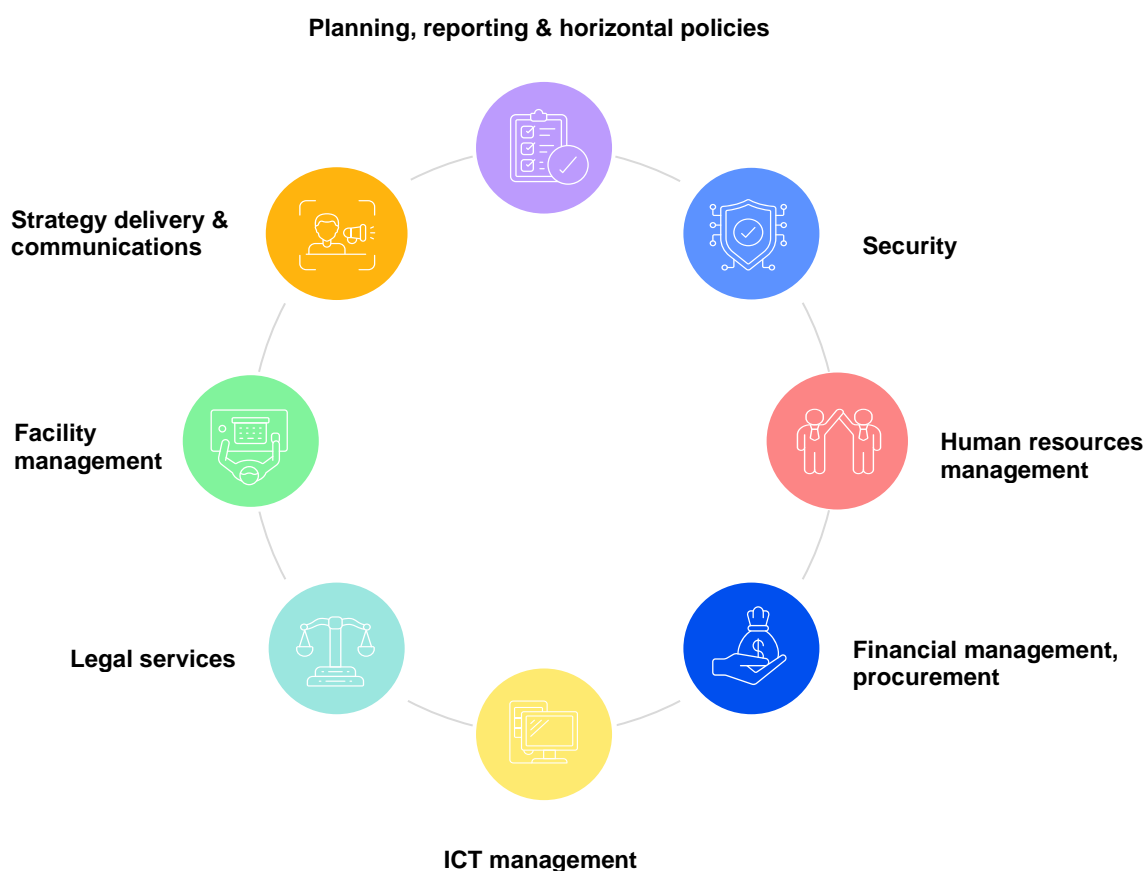 Planning, reporting & horizontal policies
Strategy delivery &
communications
Security
Facility
management
Human resources
management
Legal services
Financial management,
procurement
$
ICT management